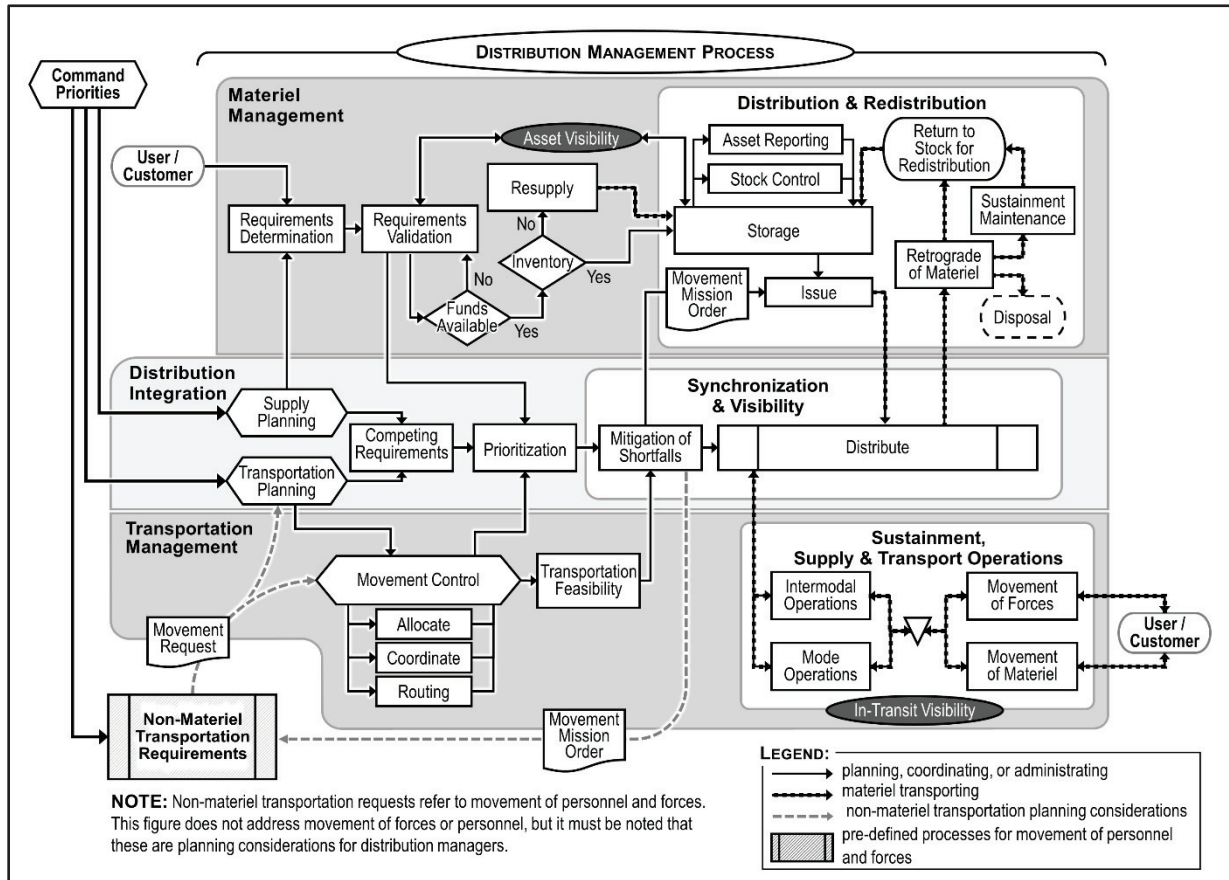 DISTRIBUTION MANAGEMENT PROCESS
Command
Priorities
Materiel
Management
User /
Customer
Requirements
Determination
Requirements
Validation
Asset Visibility
Resupply
No
Inventory
Yes
No
Funds
Available
Yes
Distribution & Redistribution
Asset Reporting
Stock Control
Storage
Movement
Mission
Order
Issue
Return to
Stock for
Redistribution
Sustainment
Maintenance
Retrograde
of Materiel
Disposal
Distribution
Integration
Supply
Planning
Transportation
Planning
Competing
Requirements
Prioritization
Synchronization
& Visibility
Mitigation of
Shortfalls
Distribute
Transportation
Management
Movement Control
Allocate
Coordinate
Routing
Transportation
Feasibility
Sustainment,
Supply & Transport Operations
Intermodal
Operations
Mode
Operations
Movement
of Forces
Movement
of Materiel
User /
Customer
In-Transit Visibility
Movement
Request
Non-Materiel
Transportation
Requirements
Movement
Mission
Order
NOTE: Non-materiel transportation requests refer to movement of personnel and forces.
This figure does not address movement of forces or personnel, but it must be noted that
these are planning considerations for distribution managers.
LEGEND:
planning, coordinating, or administrating
materiel transporting
non-materiel transportation planning considerations
pre-defined processes for movement of personnel
and forces